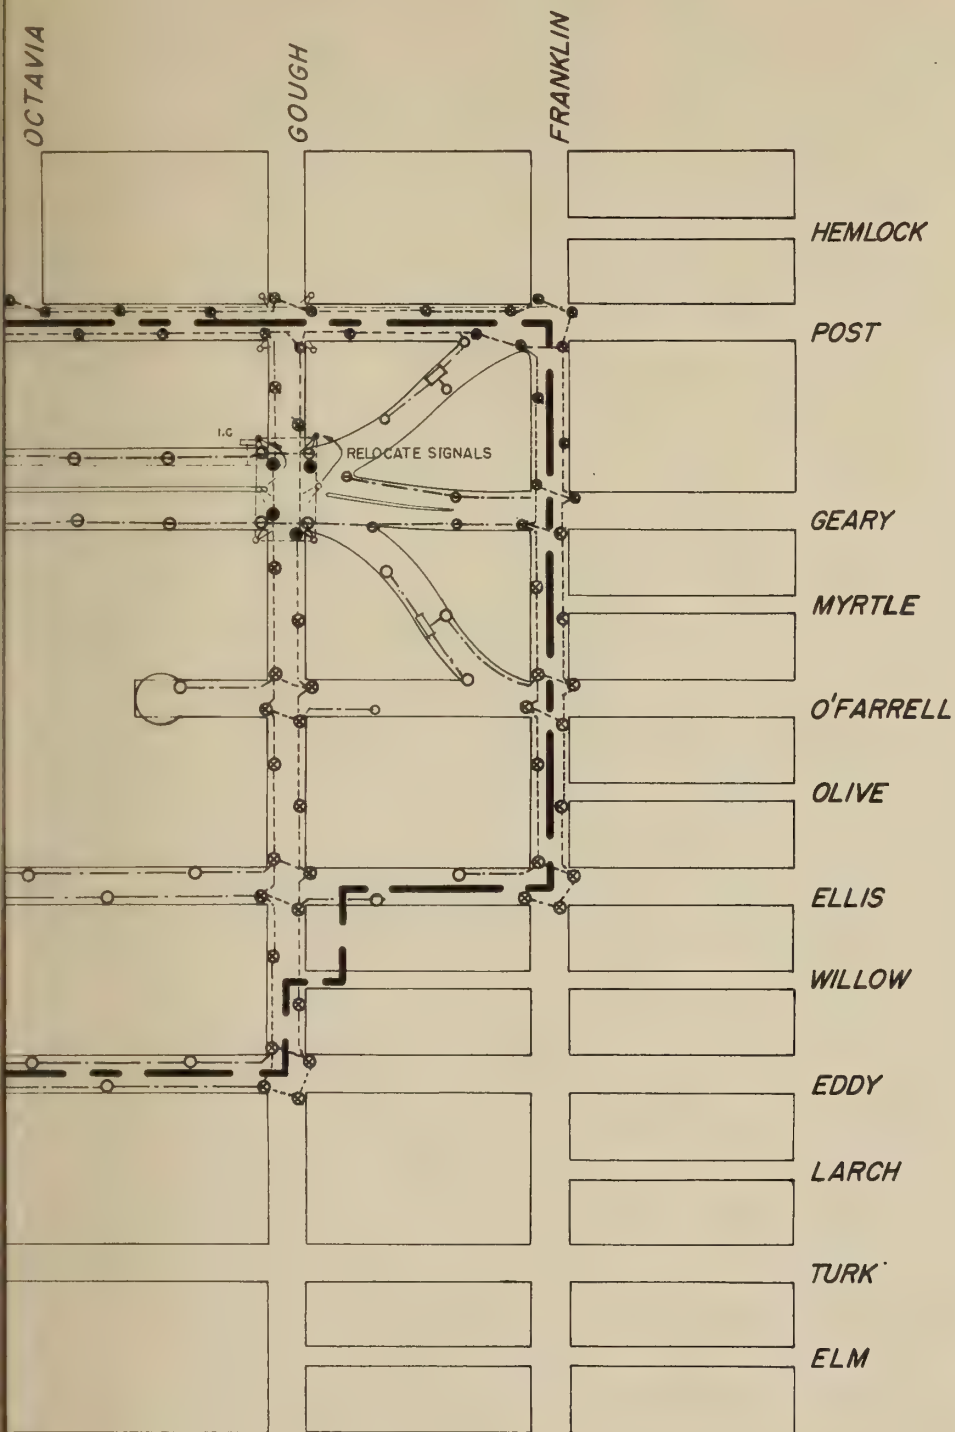 OCTAVIA
GOUGH
FRANKLIN
HEMLOCK
POST
I.C
RELOCATE SIGNALS
GEARY
MYRTLE
O'FARRELL
OLIVE
ELLIS
WILLOW
EDDY
LARCH
TURK
ELM